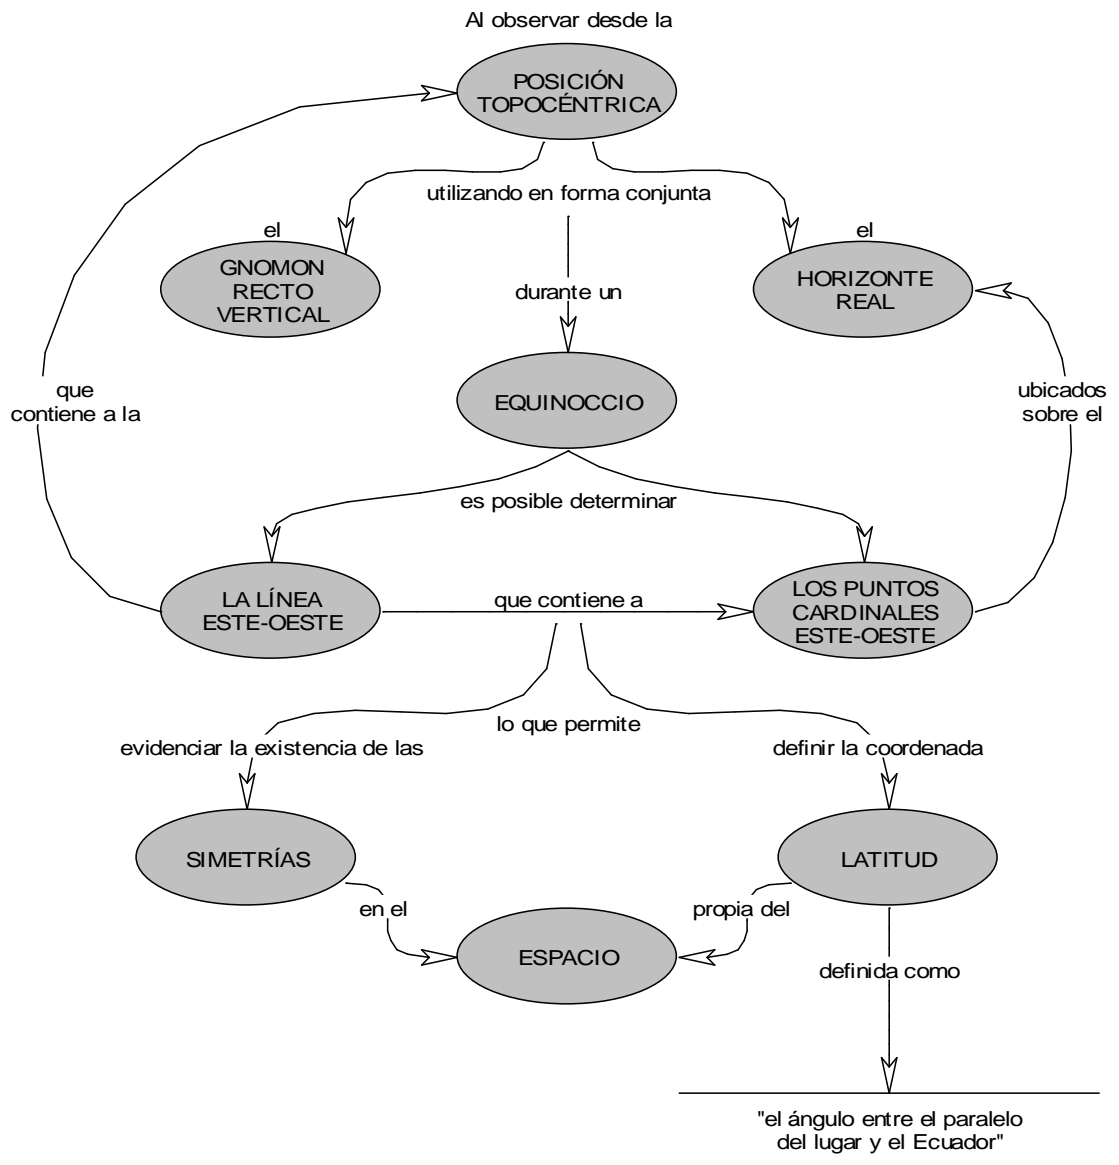 Al observar desde la
POSICIÓN
TOPOCÉNTRICA
utilizando en forma conjunta
el
GNOMON
RECTO
VERTICAL
el
HORIZONTE
REAL
durante un
EQUINOCCIO
que
contiene a la
ubicados
sobre el
es posible determinar
LA LÍNEA
ESTE-OESTE
que contiene a
LOS PUNTOS
CARDINALES
ESTE-OESTE
lo que permite
evidenciar la existencia de las
definir la coordenada
SIMETRÍAS
LATITUD
en el
propia del
ESPACIO
definida como
"el ángulo entre el paralelo
del lugar y el Ecuador"